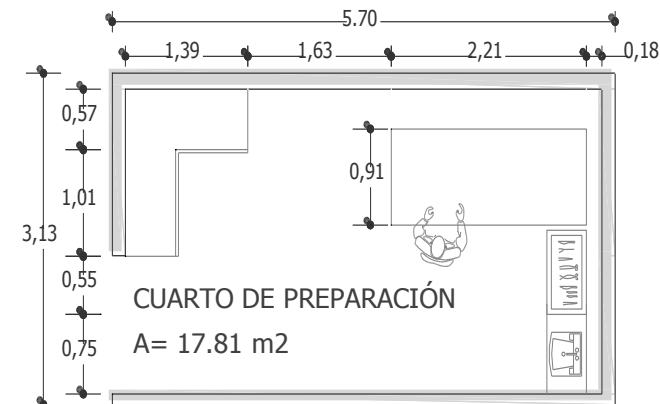 5.70
1,39 1,63 2,21 0,18
0,57
0,91
1,01
3,13
0,55
CUARTO DE PREPARACIÓN
0,75
A= 17.81 m2